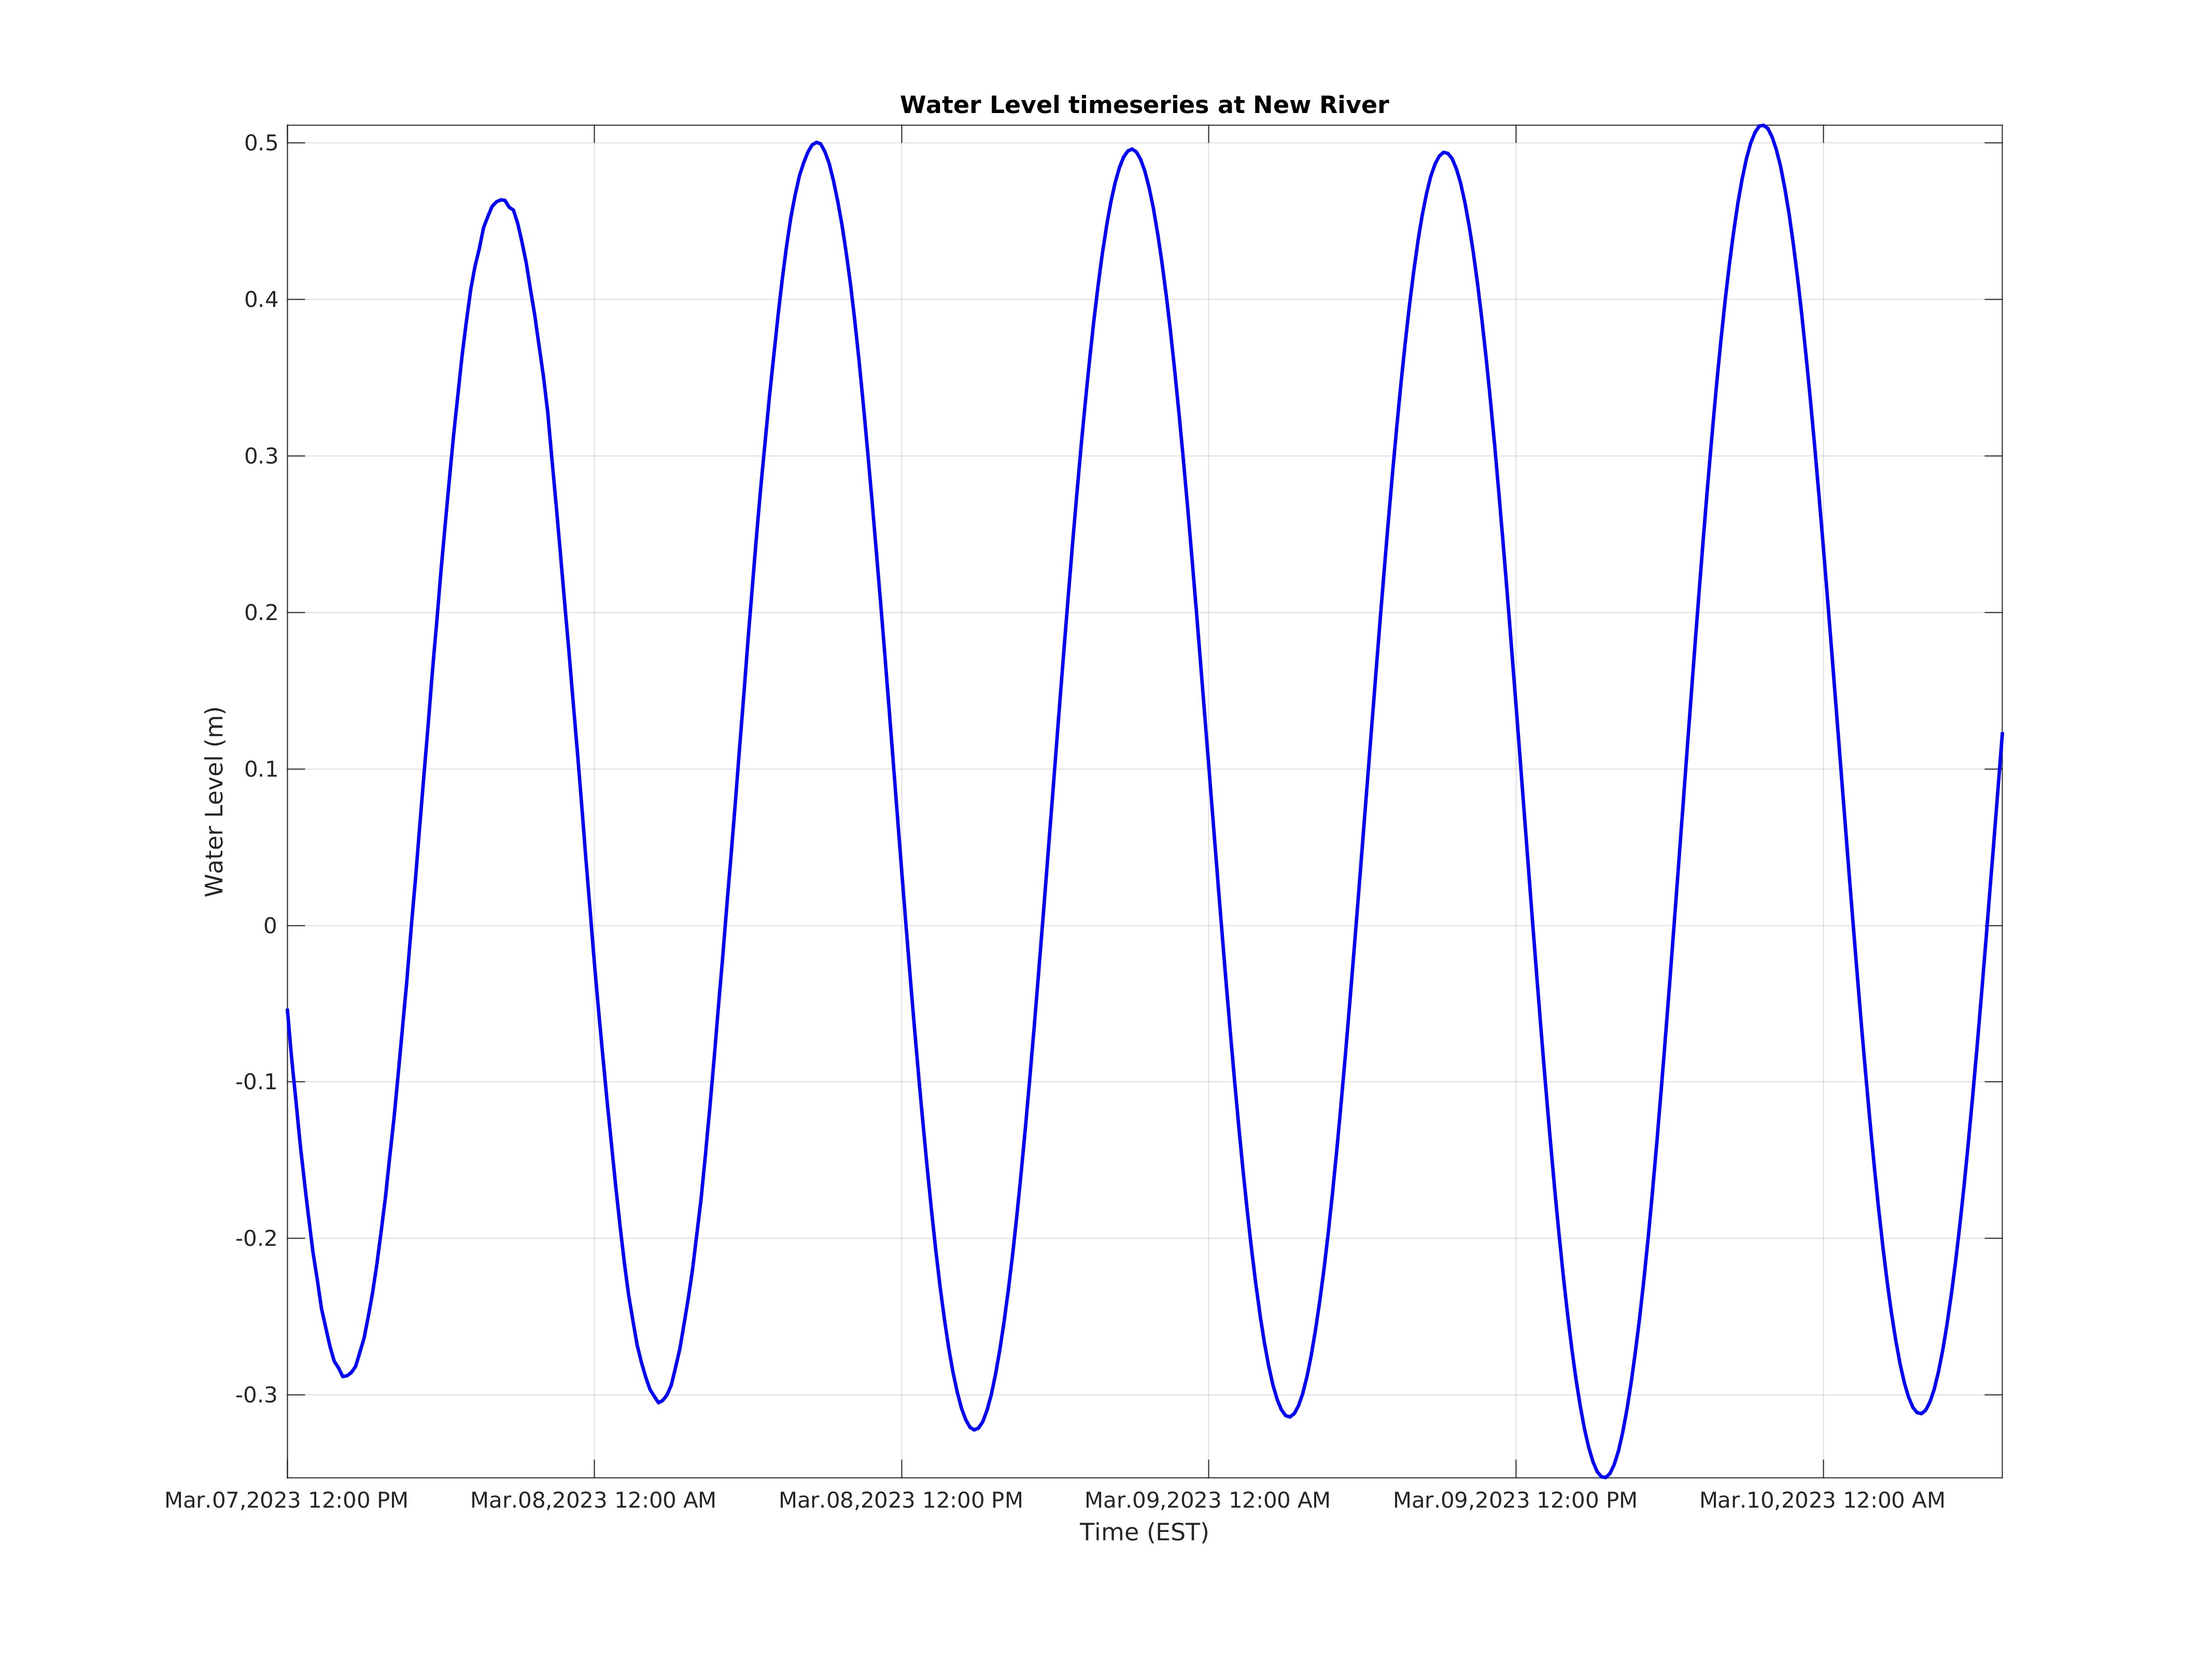 Water Level timeseries at New River
0.5
0.4
0.3
0.2
0.1
0
-0.1
-0.2
-0.3
Water Level (m)
Mar.07,2023 12:00 PM
Mar.08,2023 12:00 AM
Mar.08,2023 12:00 PM
Mar.09,2023 12:00 AM
Mar.09,2023 12:00 PM
Mar.10,2023 12:00 AM
Time (EST)